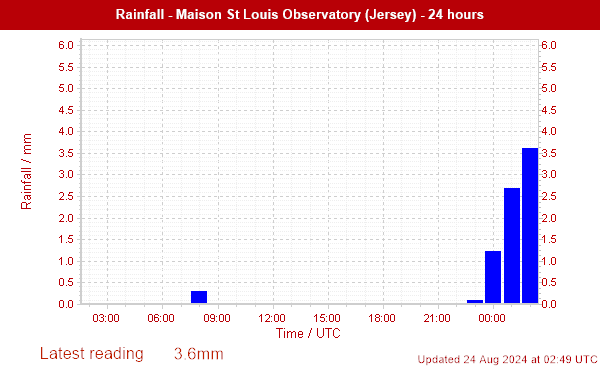 Rainfall - Maison St Louis Observatory (Jersey) - 24 hours
6.0 6.0
5.5 5.5
5.0 5.0
4.5 4.5
4.0 4.0
3.5 3.5
3.0 3.0
2.5 2.5
2.0 2.0
1.5 1.5
1.0 1.0
0.5 0.5
0.0 0.0
Rainfall / mm
03:00 06:00 09:00 12:00 15:00 18:00 21:00 00:00
Time / UTC
Latest reading 3.6mm
Updated 24 Aug 2024 at 02:49 UTC